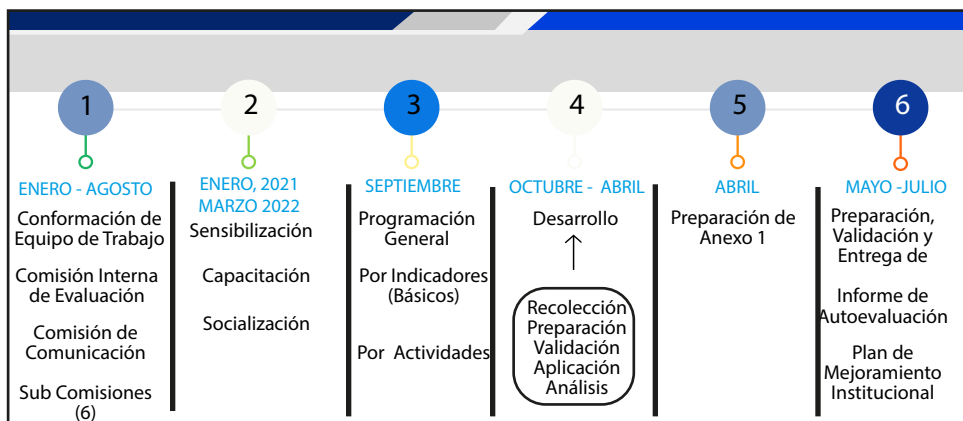 1
2
3
4
5
6
ENERO - AGOSTO
Conformación de
Equipo de Trabajo
Comisión Interna
de Evaluación
Comisión de
Comunicación
Sub Comisiones
(6)
ENERO, 2021
MARZO 2022
Sensibilización
Capacitación
Socialización
SEPTIEMBRE
Programación
General
Por Indicadores
(Básicos)
Por Actividades
OCTUBRE - ABRIL
Desarrollo
Recolección
Preparación
Validación
Aplicación
Análisis
ABRIL
Preparación de
Anexo 1
MAYO -JULIO
Preparación,
Validación y
Entrega de
Informe de
Autoevaluación
Plan de
Mejoramiento
Institucional